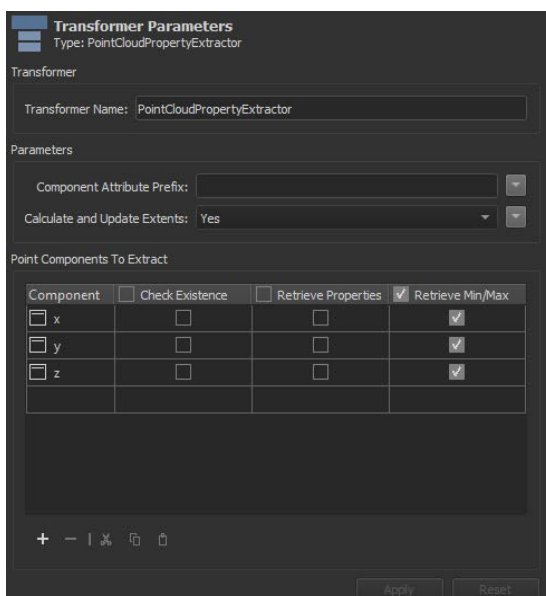 Transformer Parameters
Type: PointCloudPropertyExtractor
Transformer
Transformer Name: PointCloudPropertyExtractor
Parameters
Component Attribute Prefix:
Calculate and Update Extents: Yes
Point Components To Extract
Component Check Existence Retrieve Properties Retrieve Min/Max
x
y
z
Apply Reset